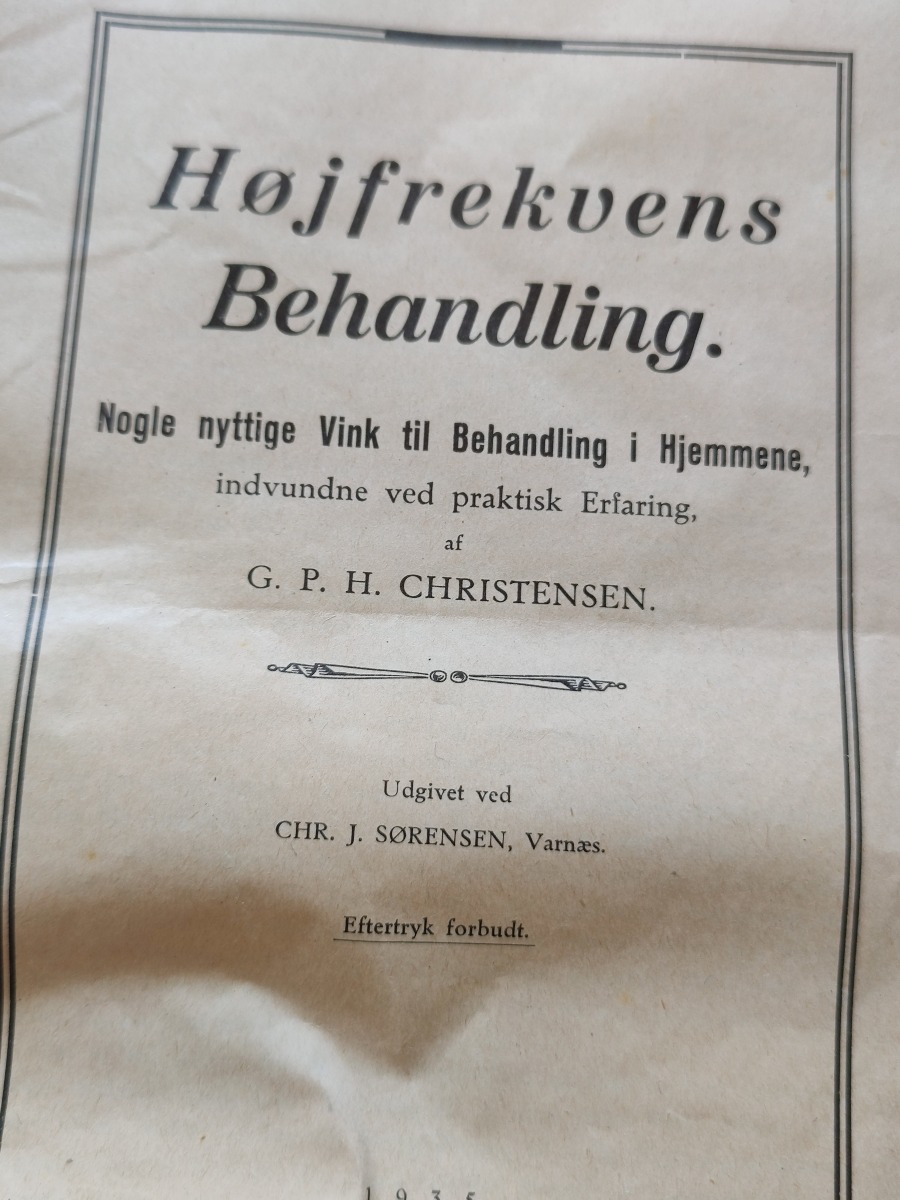 Højfrekvens
Behandling.
Nogle nyttige Vink til Behandling i Hjemmene,
indvundne ved praktisk Erfaring,
af
G. P. H. CHRISTENSEN.
Udgivet ved
CHR. J. SØRENSEN, Varnæs.
Eftertryk forbudt.
1935